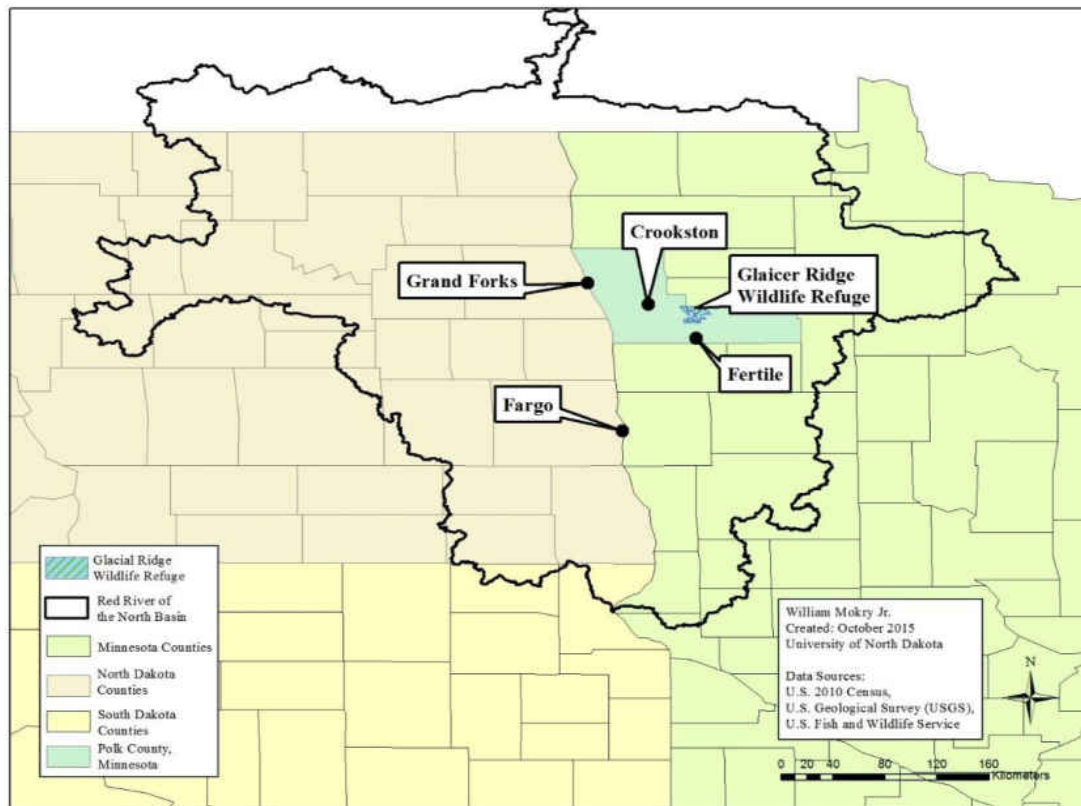 Crookston
Grand Forks
Glaicer Ridge
Wildlife Refuge
Fertile
Fargo
Glacial Ridge
Wildlife Refuge
Red River of
the North Basin
Minnesota Counties
North Dakota
Counties
South Dakota
Counties
Polk County,
Minnesota
William Mokry Jr.
Created: October 2015
University of North Dakota
Data Sources:
U.S. 2010 Census,
U.S. Geological Survey (USGS),
U.S. Fish and Wildlife Service
N
0 20 40 80 120 160
Kilometers